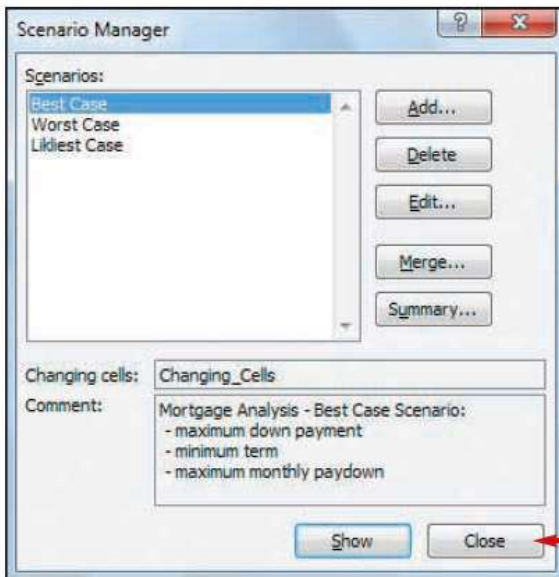 Scenario Manager
Scenarios:
Best Case
Worst Case
Likliest Case
Add...
Delete
Edit...
Merge...
Summary...
Changing cells: Changing_Cells
Comment: Mortgage Analysis - Best Case Scenario:
- maximum down payment
- minimum term
- maximum monthly paydown
Show Close